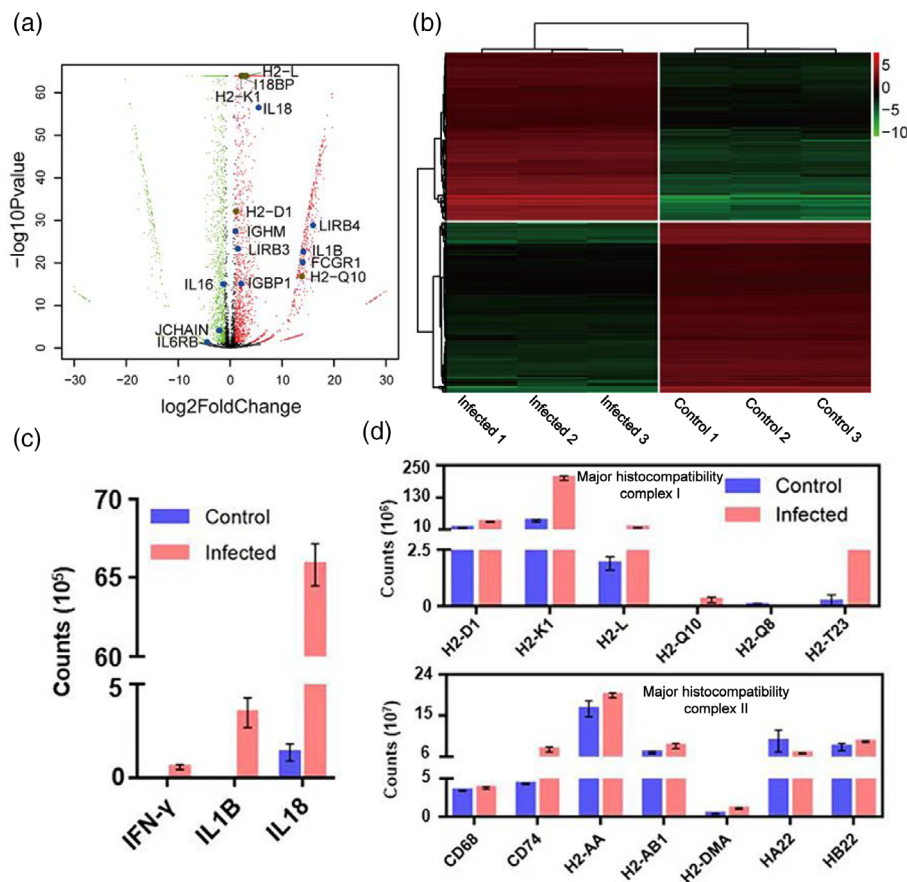 (a)
H2-L
I18BP
H2-K1
IL18
H2-D1
IGHM
LIRB3
LIRB4
IL1B
FCGR1
H2-Q10
IL16
IGBP1
JCHAIN
IL6RB
60
50
40
30
20
10
0
-log10Pvalue
-30
-20
-10
0
10
20
30
log2FoldChange
(b)
5
0
-5
-10
Infected 1
Infected 2
Infected 3
Control 1
Control 2
Control 3
(c)
70
65
60
5
0
Counts (10⁵)
Control
Infected
IFN-γ
IL1B
IL18
(d)
Major histocompatibility
complex I
Control
Infected
250
130
10
2.5
0
Counts (10⁶)
H2-D1
H2-K1
H2-L
H2-Q10
H2-Q8
H2-T23
Major histocompatibility
complex II
24
15
6
5
0
Counts (10⁷)
CD68
CD74
H2-AA
H2-AB1
H2-DMA
HA22
HB22